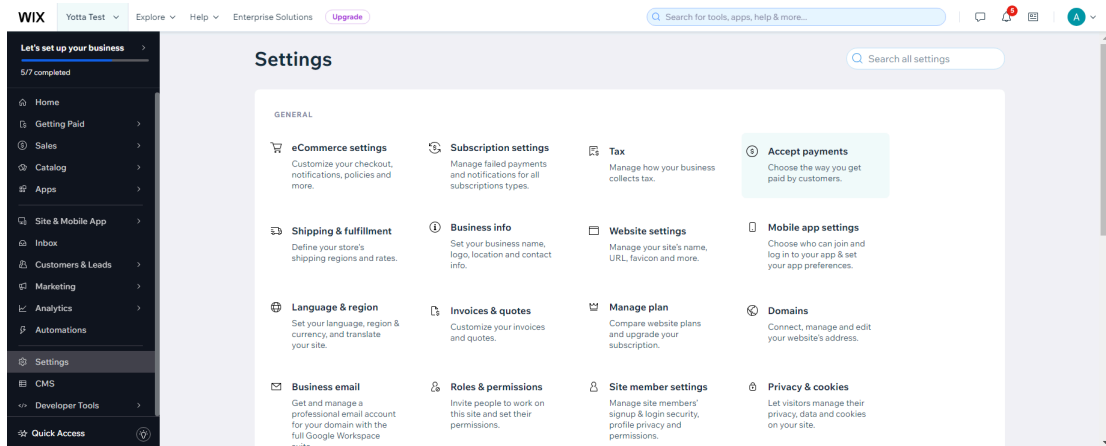 WIX Yotta Test Explore Help Enterprise Solutions Upgrade Search for tools, apps, help & more... 5 A
Let's set up your business
5/7 completed
Home
Getting Paid
Sales
Catalog
Apps
Site & Mobile App
Inbox
Customers & Leads
Marketing
Analytics
Automations
Settings
CMS
Developer Tools
Quick Access
Settings
Search all settings
GENERAL
eCommerce settings
Customize your checkout,
notifications, policies and
more.
Subscription settings
Manage failed payments
and notifications for all
subscriptions types.
Tax
Manage how your business
collects tax.
Accept payments
Choose the way you get
paid by customers.
Shipping & fulfillment
Define your store's
shipping regions and rates.
Business info
Set your business name,
logo, location and contact
info.
Website settings
Manage your site's name,
URL, favicon and more.
Mobile app settings
Choose who can join and
log in to your app & set
your app preferences.
Language & region
Set your language, region &
currency, and translate
your site.
Invoices & quotes
Customize your invoices
and quotes.
Manage plan
Compare website plans
and upgrade your
subscription.
Domains
Connect, manage and edit
your website's address.
Business email
Get and manage a
professional email account
for your domain with the
full Google Workspace
Roles & permissions
Invite people to work on
this site and set their
permissions.
Site member settings
Manage site members'
signup & login security,
profile privacy and
permissions.
Privacy & cookies
Let visitors manage their
privacy, data and cookies
on your site.